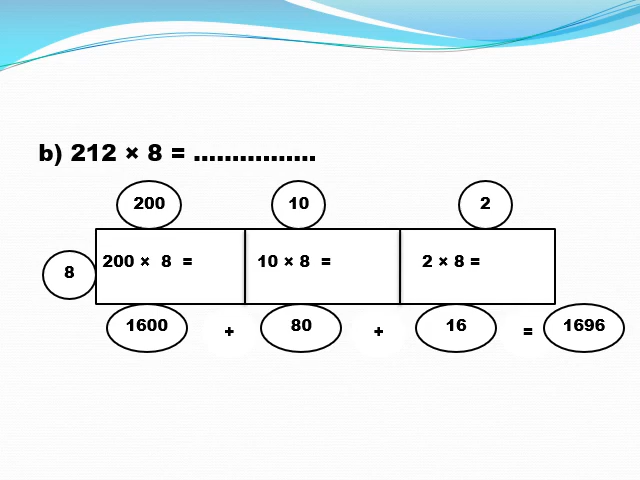 b) 212 × 8 = ................
200 10 2
8 200 × 8 = 10 × 8 = 2 × 8 =
1600 + 80 + 16 = 1696